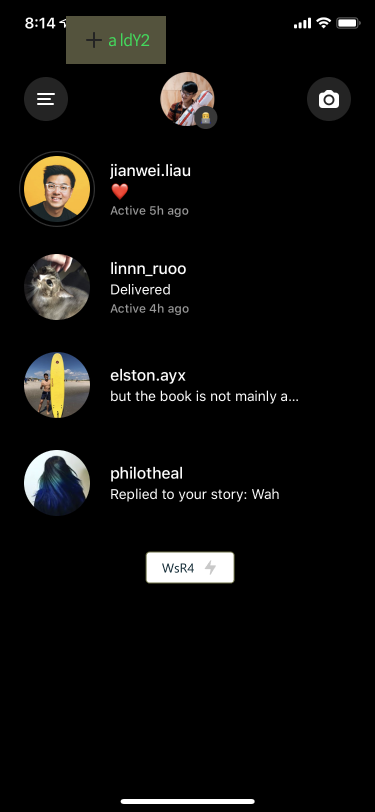 8:14
a ldY2
jianwei.liau
❤️
Active 5h ago
linnn_ruoo
Delivered
Active 4h ago
elston.ayx
but the book is not mainly a...
philotheal
Replied to your story: Wah
WsR4